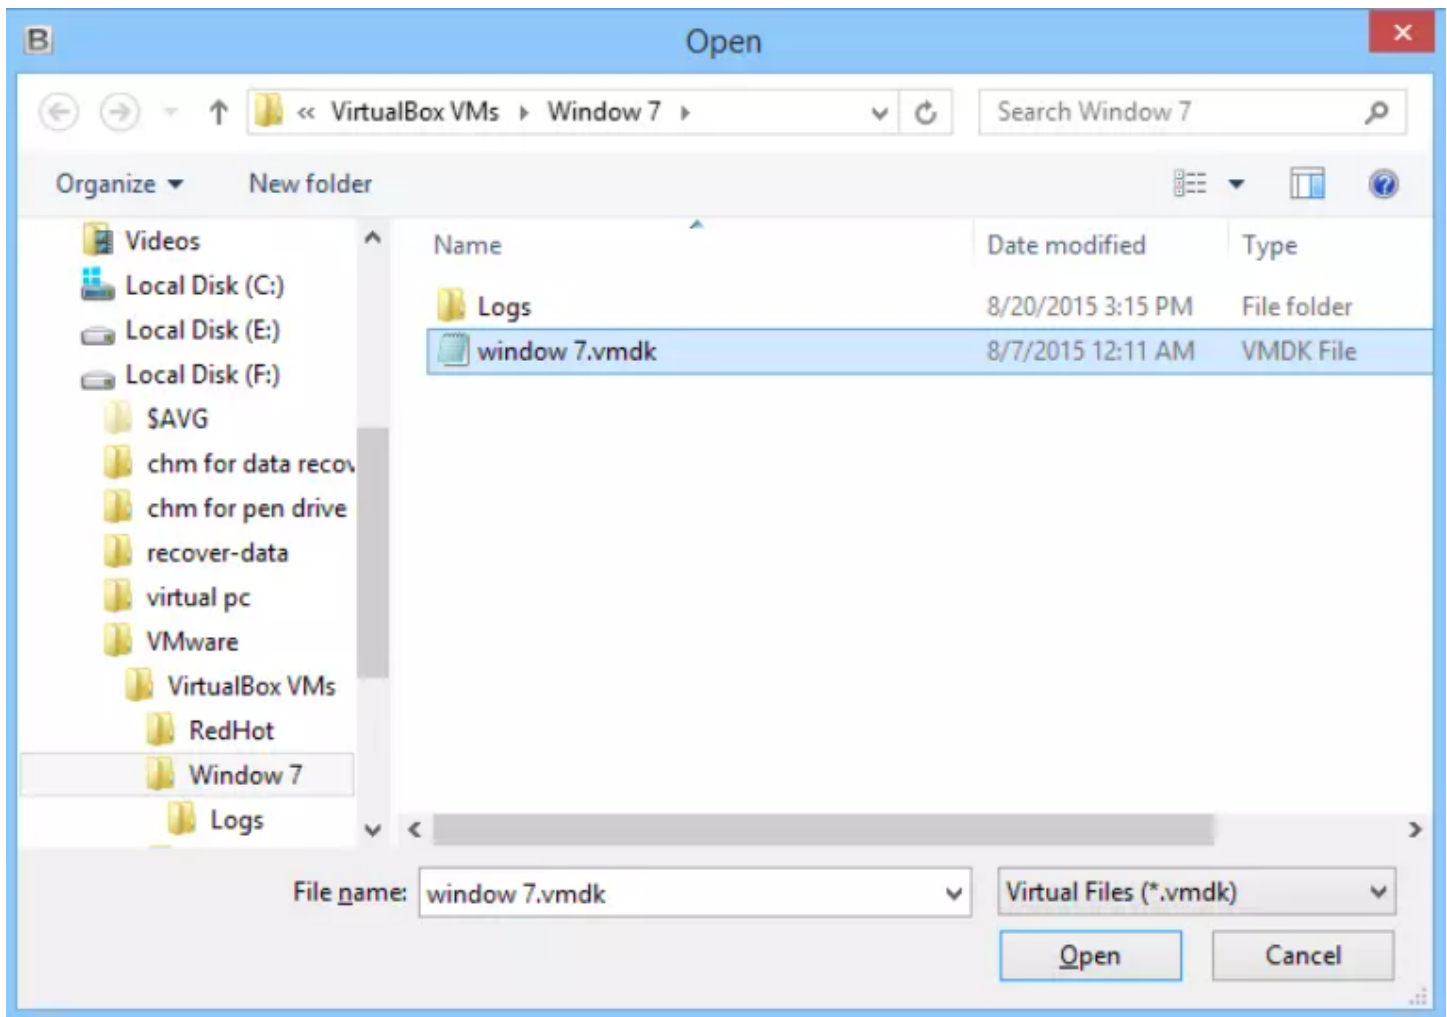 B
Open
« VirtualBox VMs Window 7
Search Window 7
Organize
New folder
Videos
Local Disk (C:)
Local Disk (E:)
Local Disk (F:)
$AVG
chm for data recov
chm for pen drive
recover-data
virtual pc
VMware
VirtualBox VMs
RedHot
Window 7
Logs
Name Date modified Type
Logs 8/20/2015 3:15 PM File folder
window 7.vmdk 8/7/2015 12:11 AM VMDK File
File name: window 7.vmdk
Virtual Files (*.vmdk)
Open
Cancel